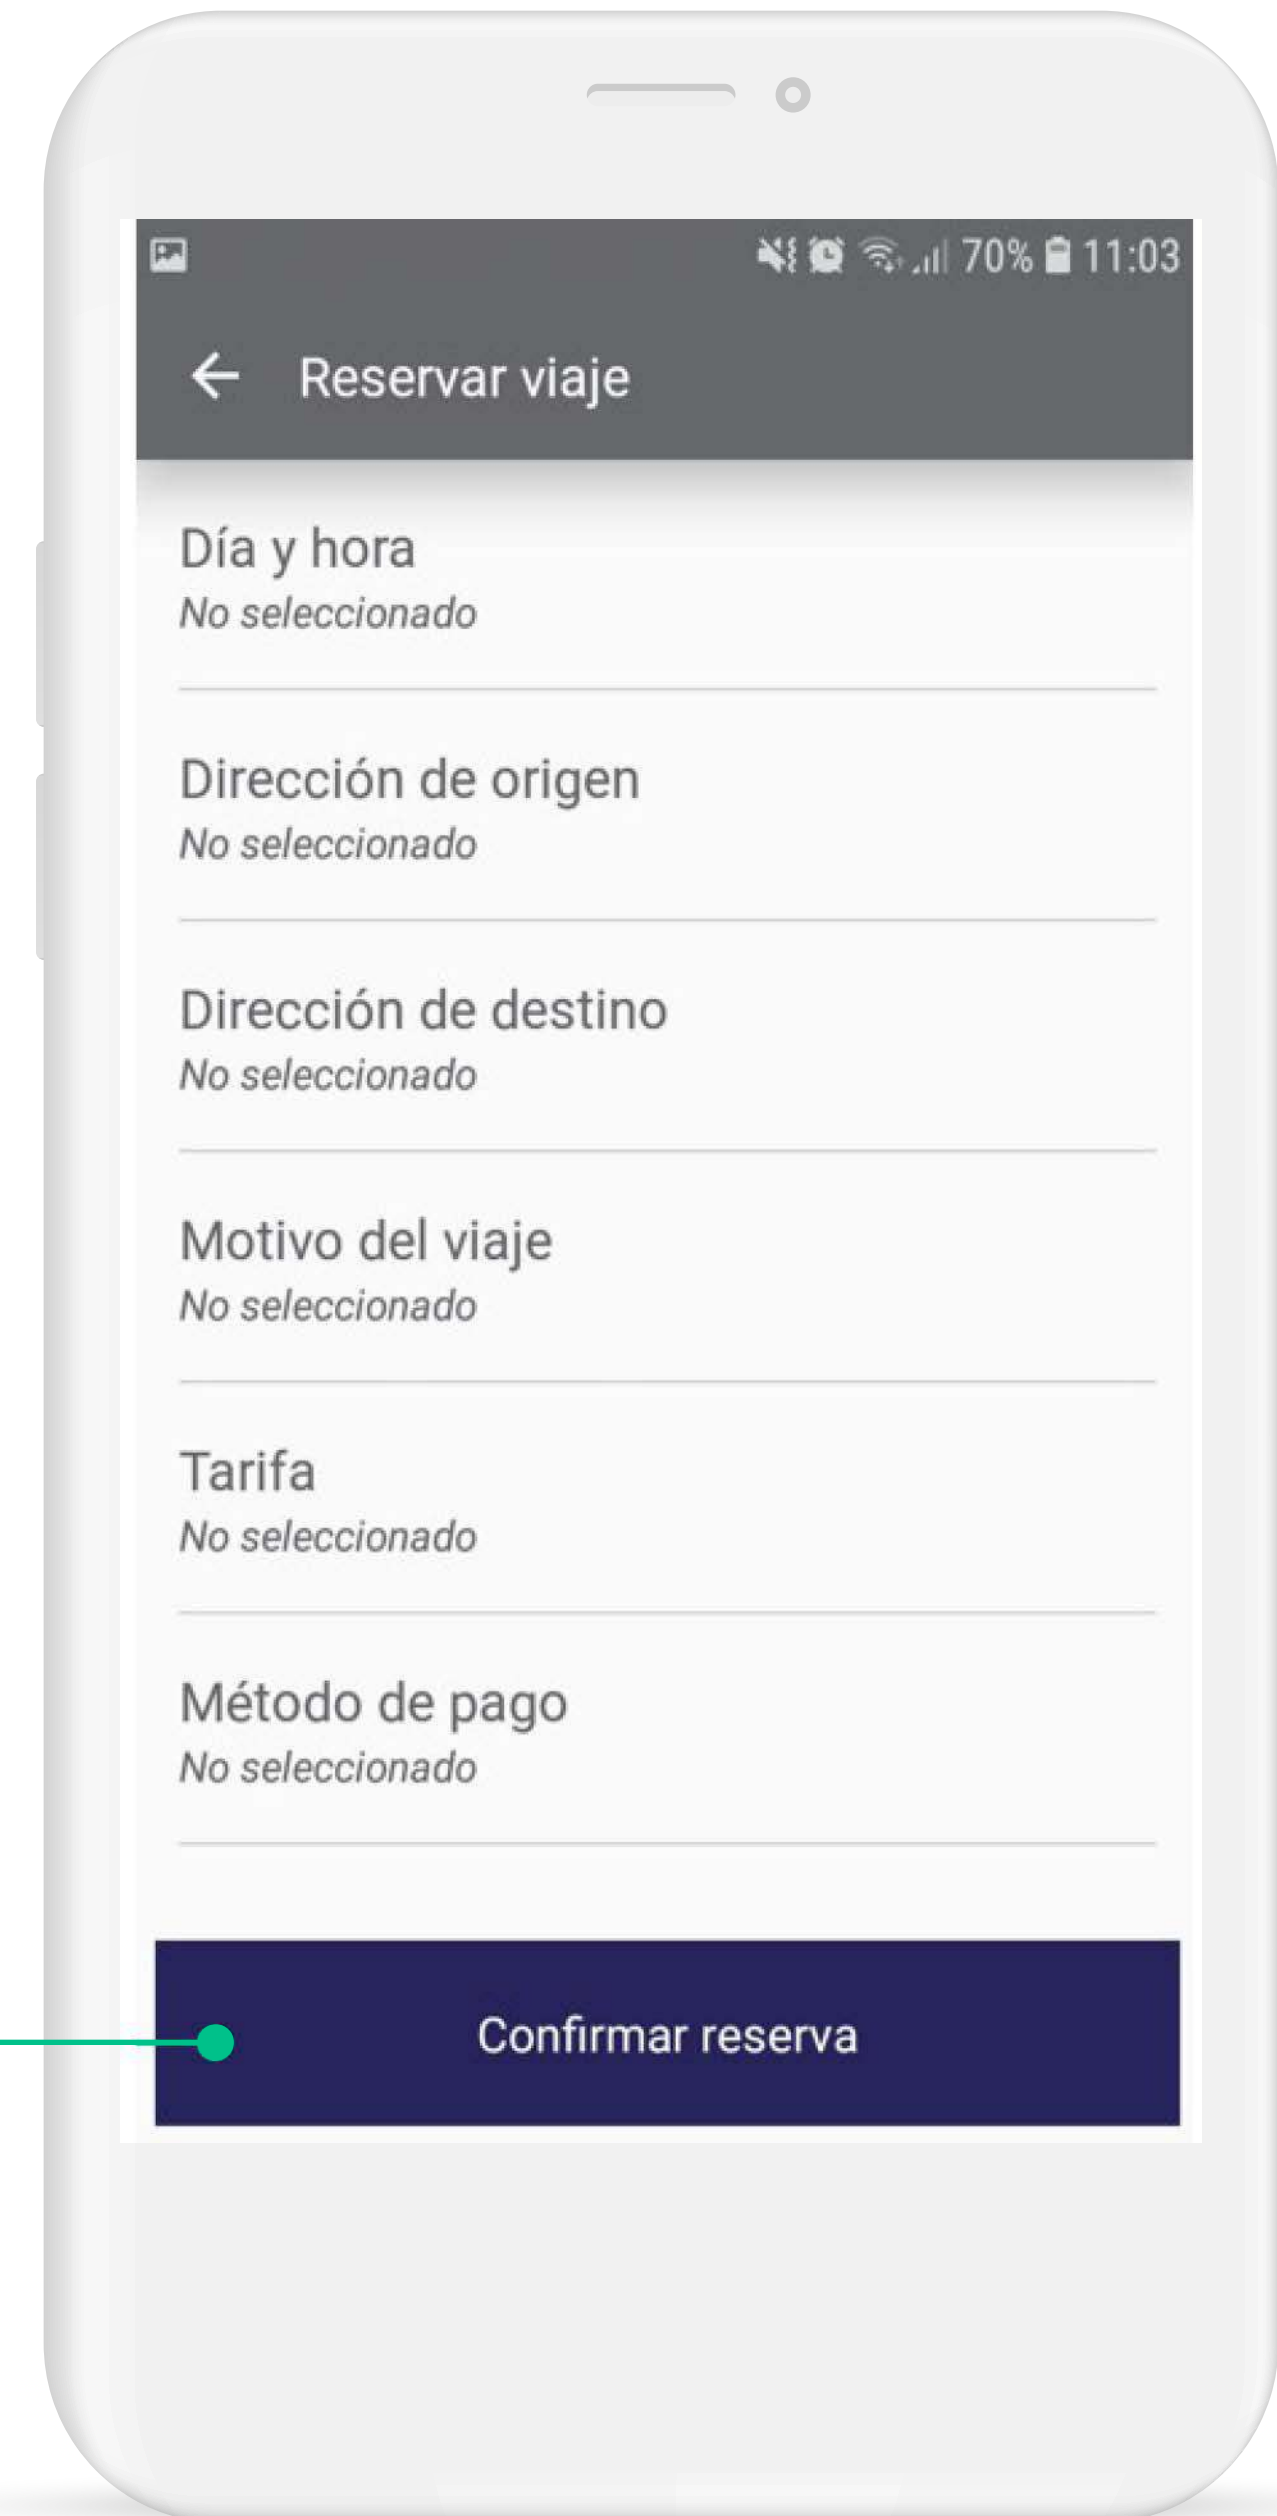 70% 11:03
Reservar viaje
Día y hora
No seleccionado
Dirección de origen
No seleccionado
Dirección de destino
No seleccionado
Motivo del viaje
No seleccionado
Tarifa
No seleccionado
Método de pago
No seleccionado
Confirmar reserva